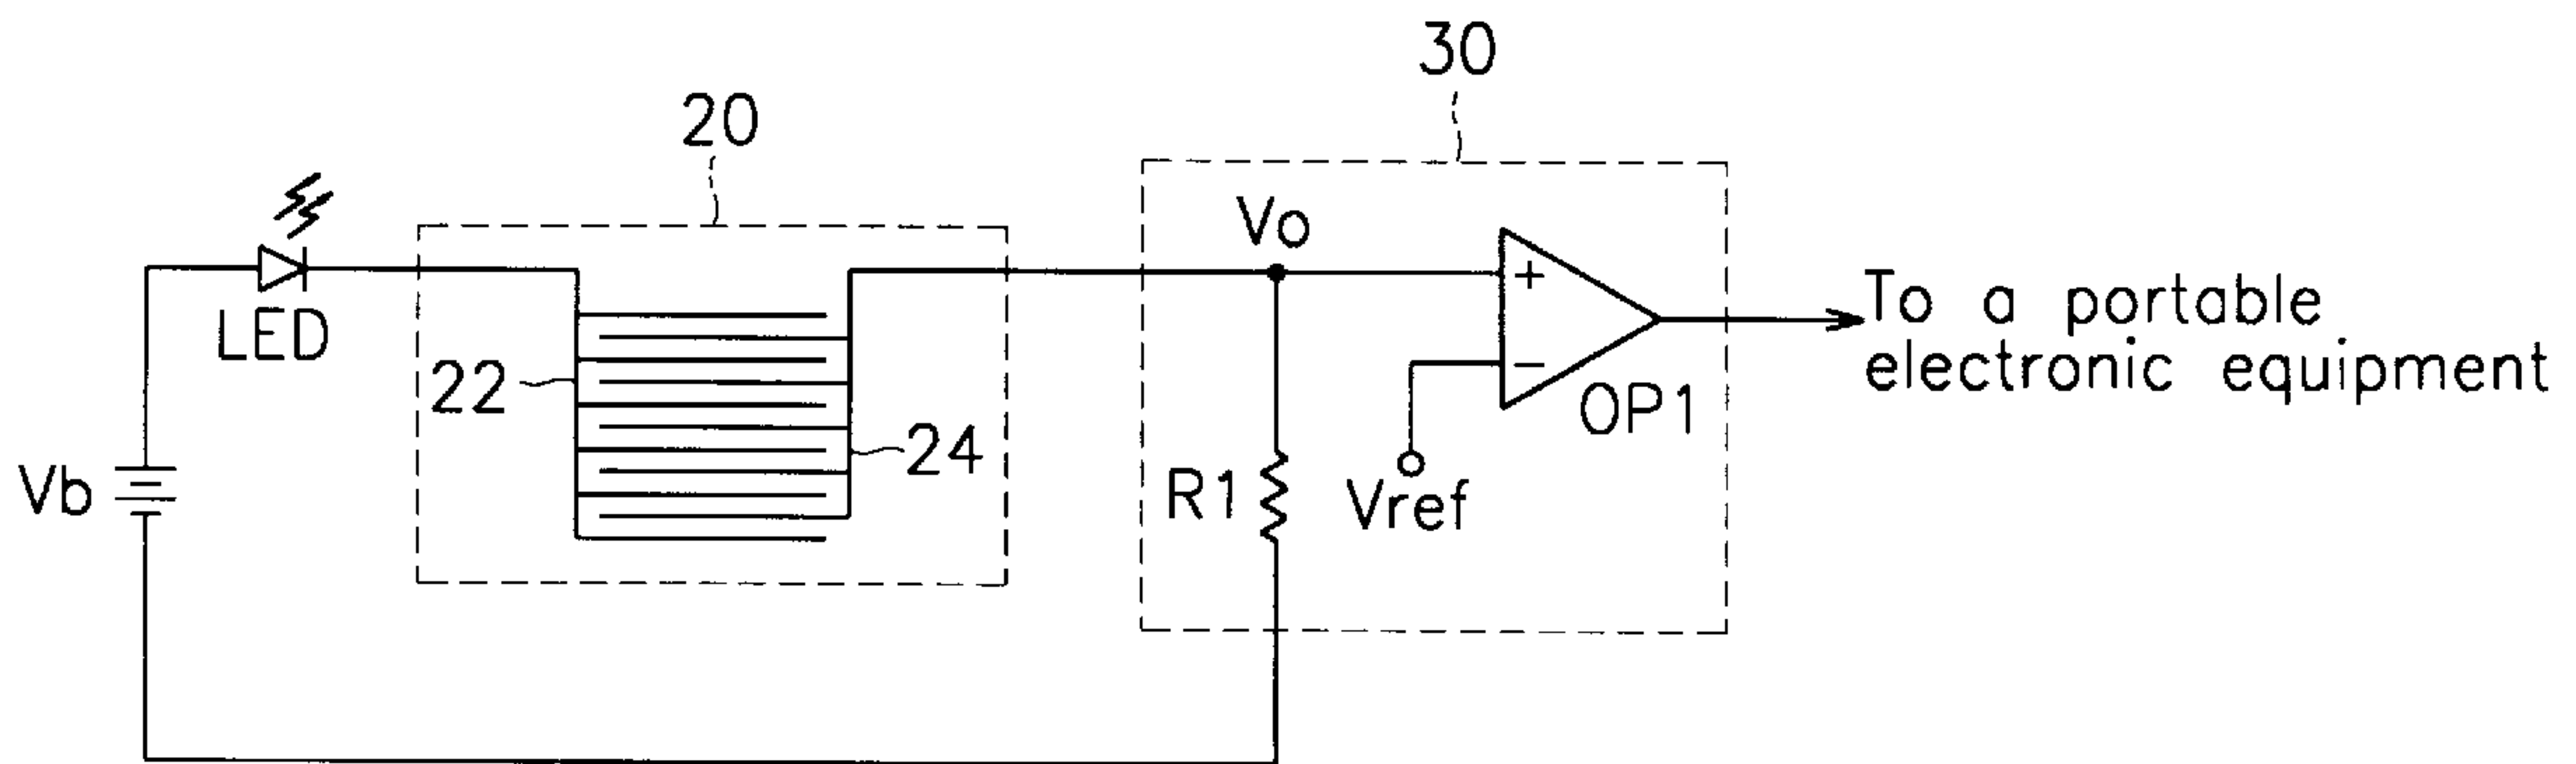 30
20
Vo
+
LED
To a portable
electronic equipment
22
−
OP1
24
Vb
R1
Vref